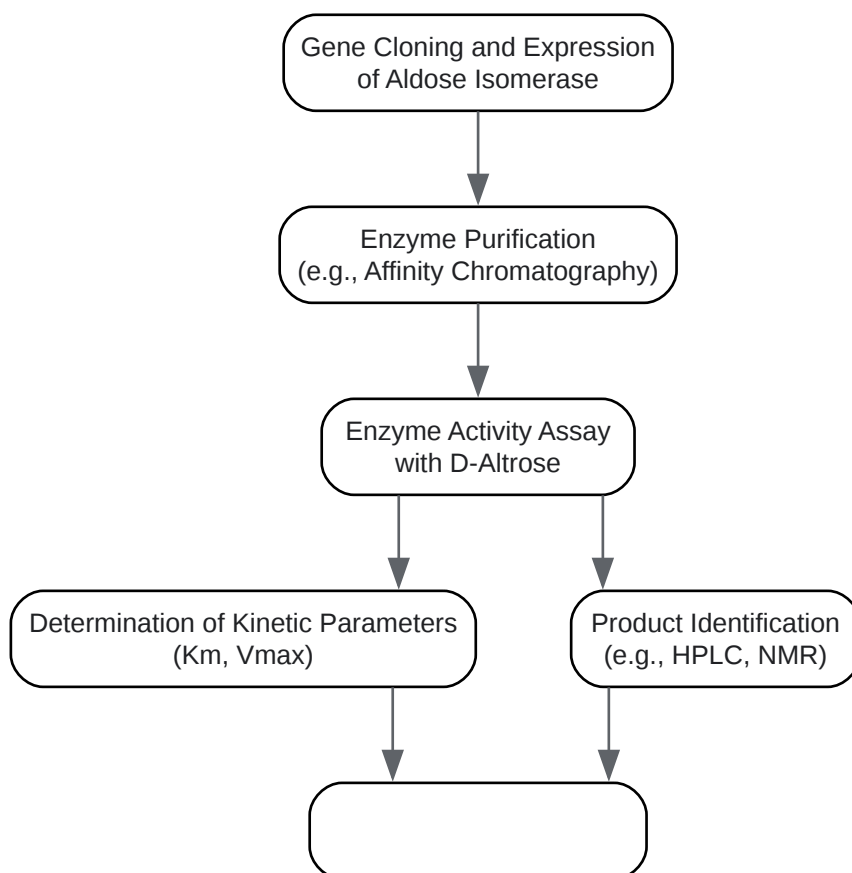 Gene Cloning and Expression
of Aldose Isomerase
Enzyme Purification
(e.g., Affinity Chromatography)
Enzyme Activity Assay
with D-Altrose
Determination of Kinetic Parameters
(Km, Vmax)
Product Identification
(e.g., HPLC, NMR)